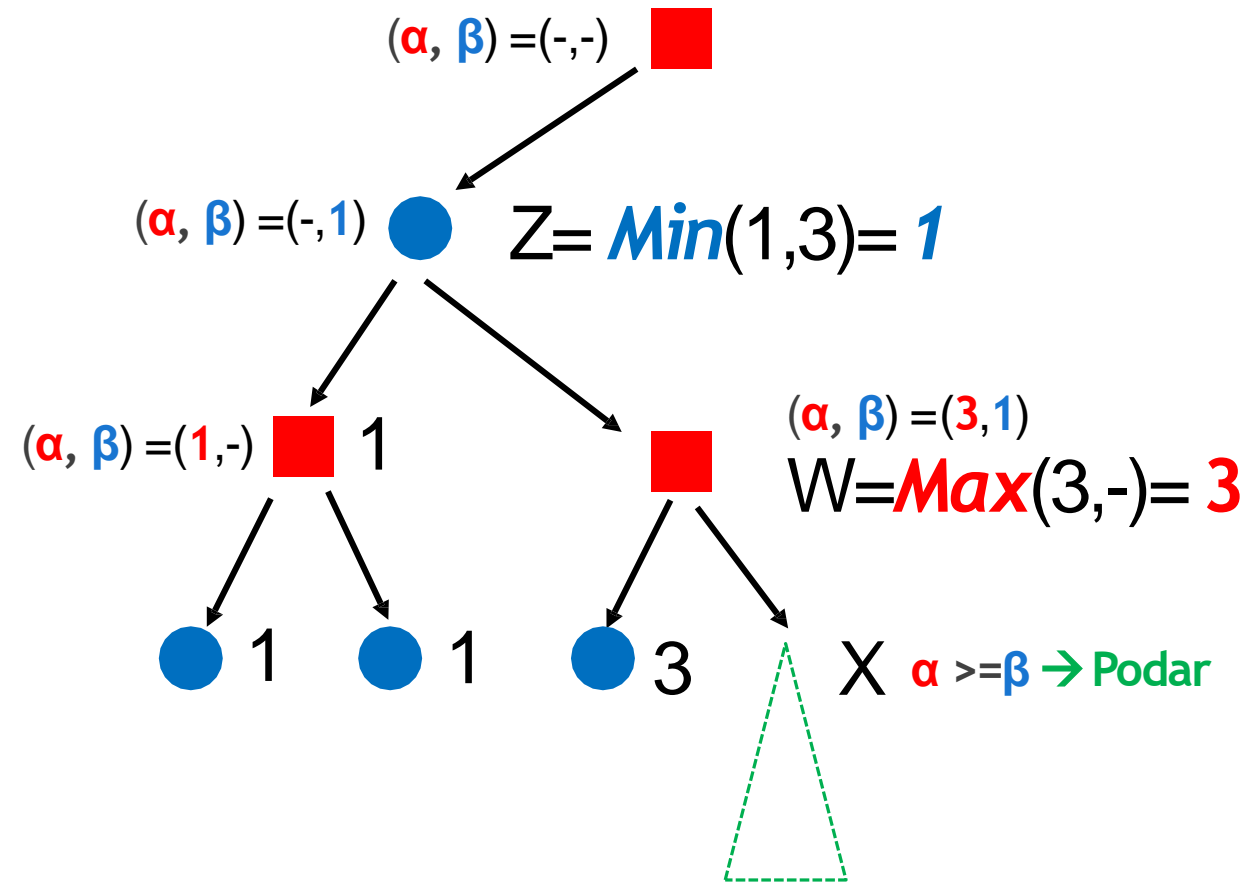 (α, β) =(-,-)
(α, β) =(-,1)
Z= Min(1,3)= 1
(α, β) =(1,-)
1
(α, β) =(3,1)
W=Max(3,-)= 3
1
1
3
X
α >=β → Podar